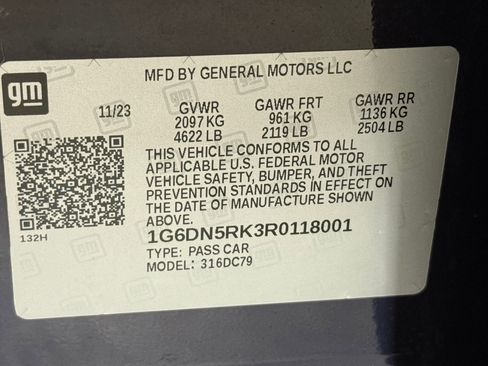 gm
MFD BY GENERAL MOTORS LLC
11/23 GVWR GAWR FRT GAWR RR
2097 KG 961 KG 1136 KG
4622 LB 2119 LB 2504 LB
THIS VEHICLE CONFORMS TO ALL
APPLICABLE U.S. FEDERAL MOTOR
VEHICLE SAFETY, BUMPER, AND THEFT
PREVENTION STANDARDS IN EFFECT ON
THE DATE OF MANUFACTURE SHOWN
ABOVE.
132H
1G6DN5RK3R0118001
TYPE: PASS CAR
MODEL: 316DC79